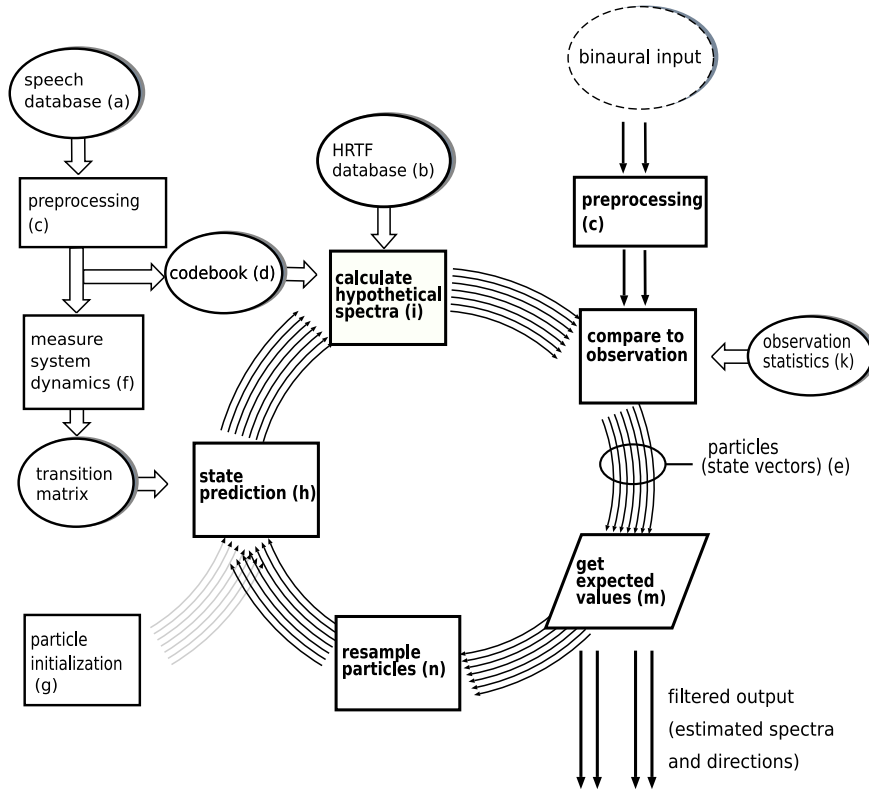 binaural input
speech
database (a)
HRTF
database (b)
preprocessing
(c)
preprocessing
(c)
codebook (d)
calculate
hypothetical
spectra (i)
measure
system
dynamics (f)
compare to
observation
observation
statistics (k)
transition
matrix
state
prediction (h)
particles
(state vectors) (e)
get
expected
values (m)
particle
initialization
(g)
resample
particles (n)
filtered output
(estimated spectra
and directions)